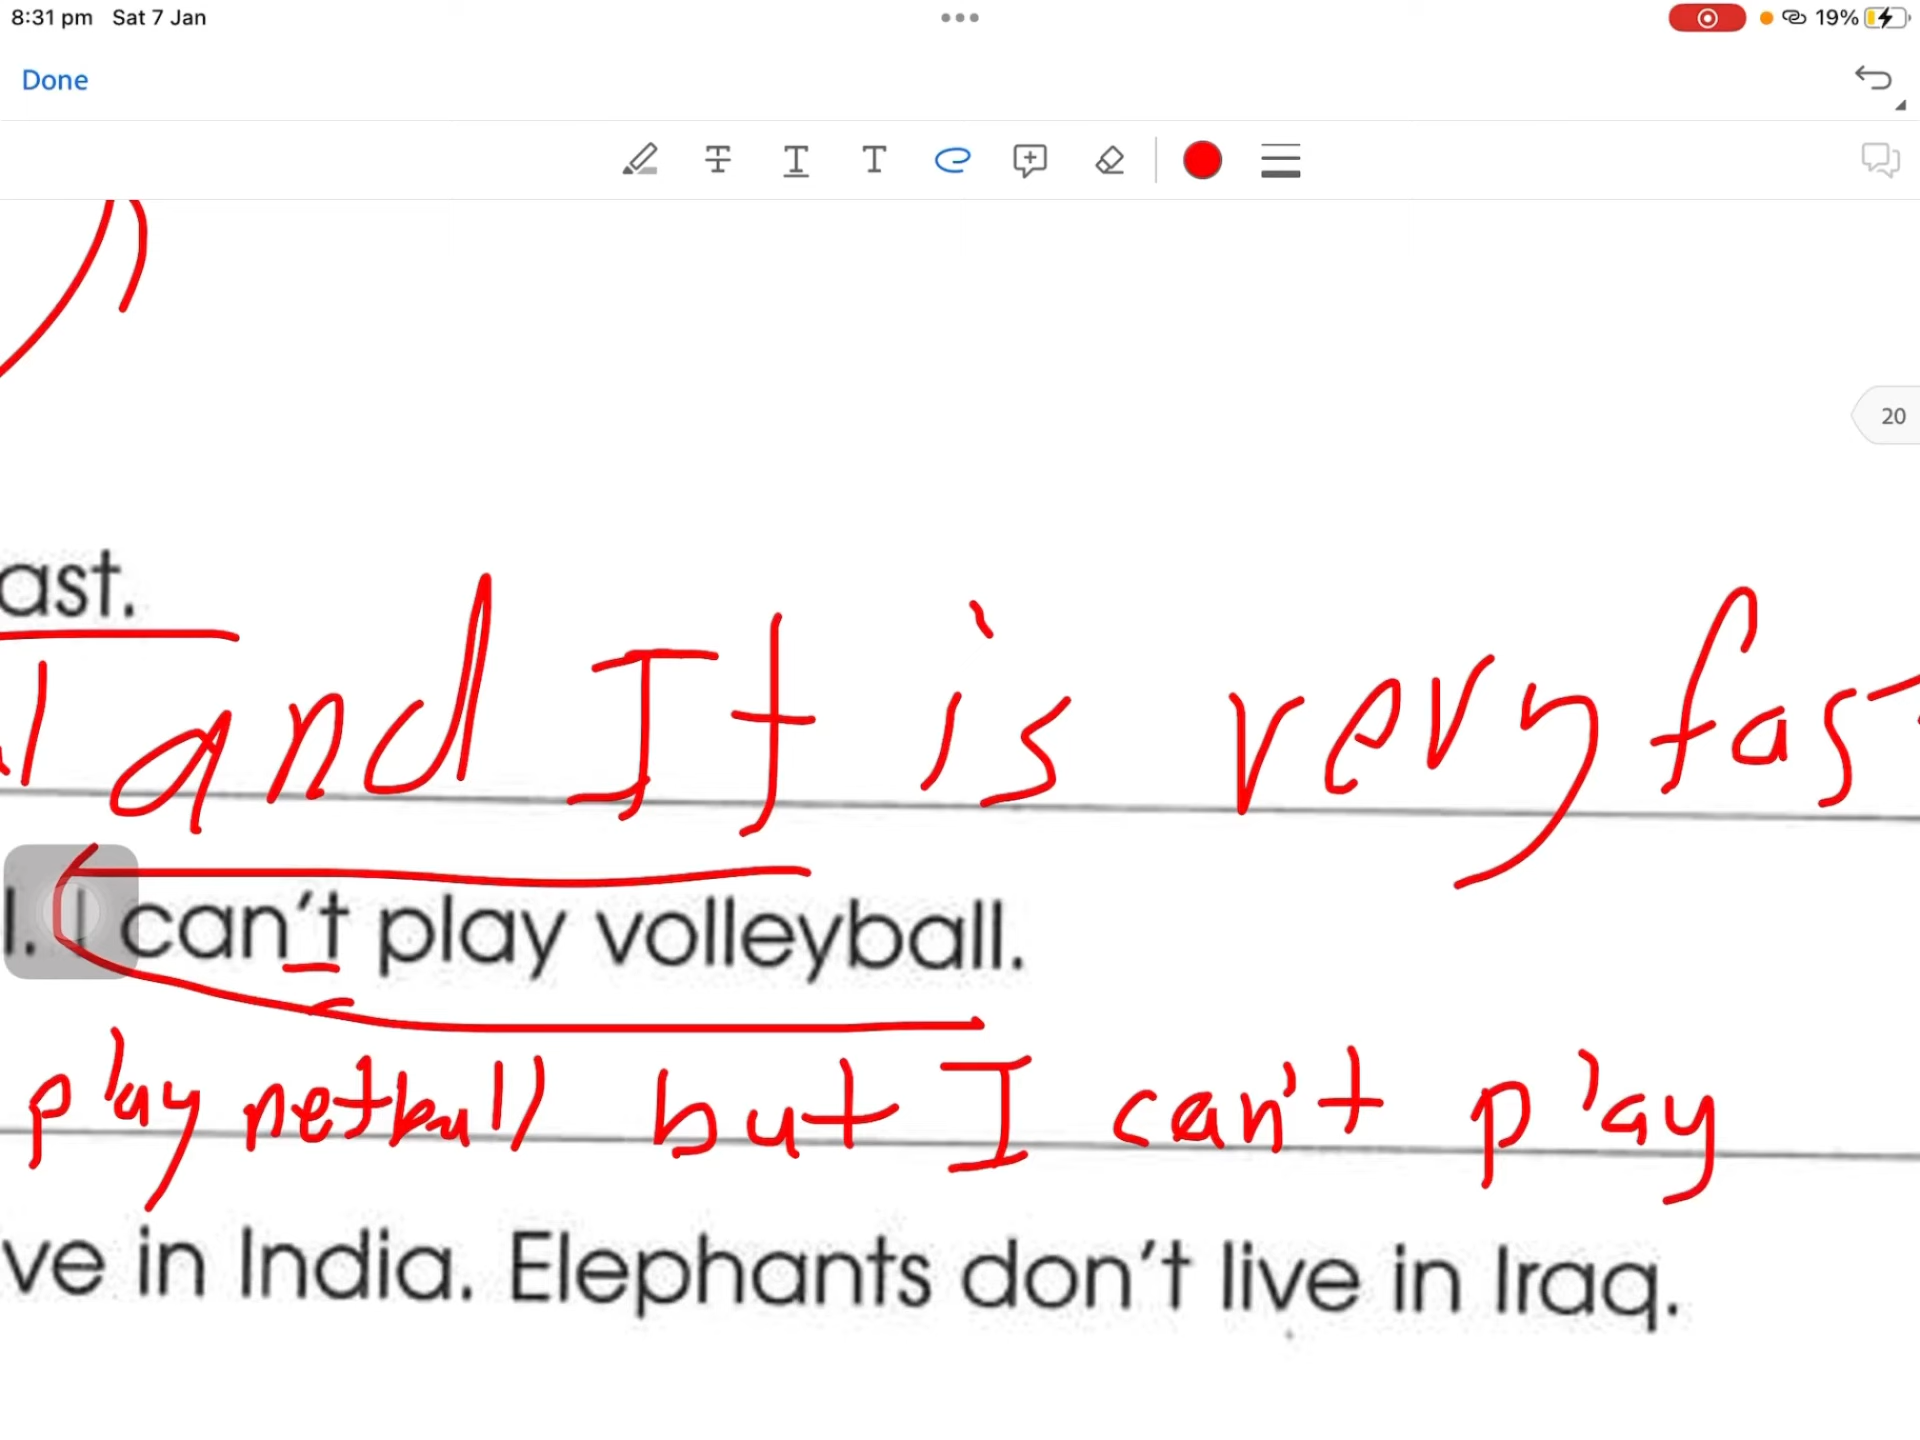 8:31 pm Sat 7 Jan
19%
Done
20
ast.
and It is very fas
l. I can't play volleyball.
play netball but I can't play
ve in India. Elephants don't live in Iraq.